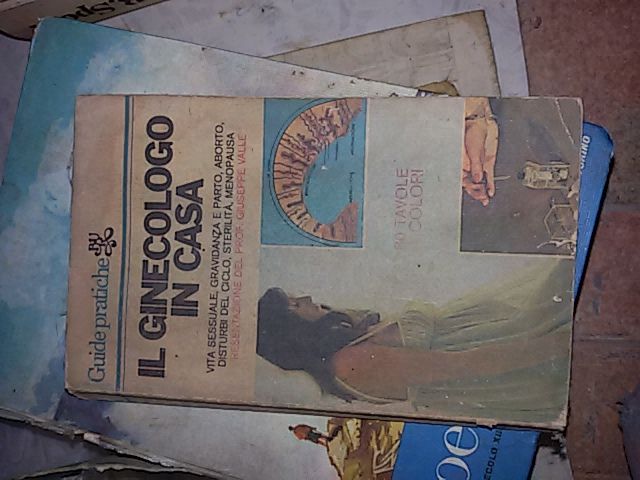 Guide pratiche
IL GINECOLOGO
IN CASA
VITA SESSUALE, GRAVIDANZA E PARTO, ABORTO,
DISTURBI DEL CICLO, STERILITÀ, MENOPAUSA
PRESENTAZIONE DEL PROF. GIUSEPPE VALLE
TAVOLE
COLORI